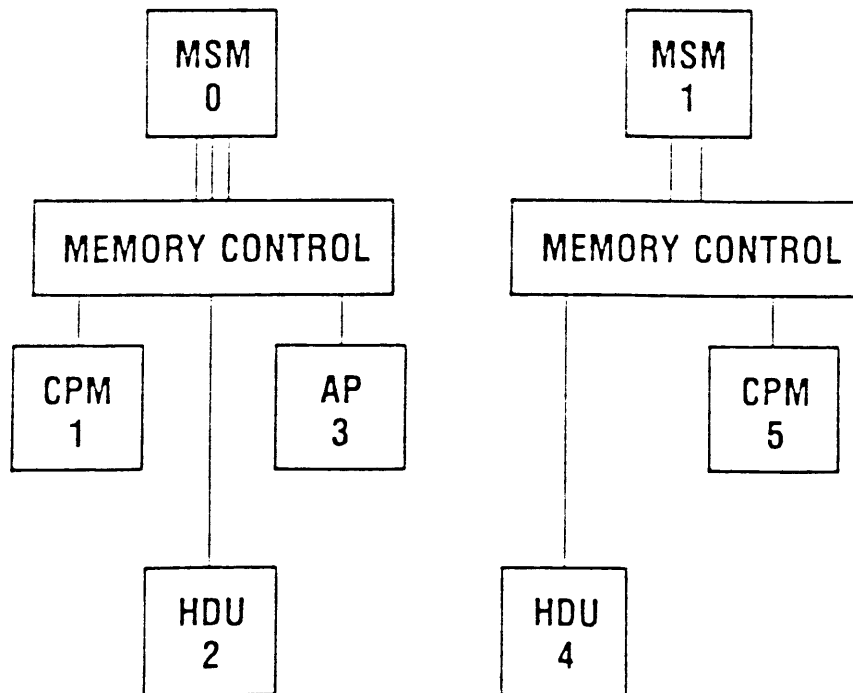 MSM
0
MSM
1
MEMORY CONTROL
MEMORY CONTROL
CPM
1
AP
3
CPM
5
HDU
2
HDU
4